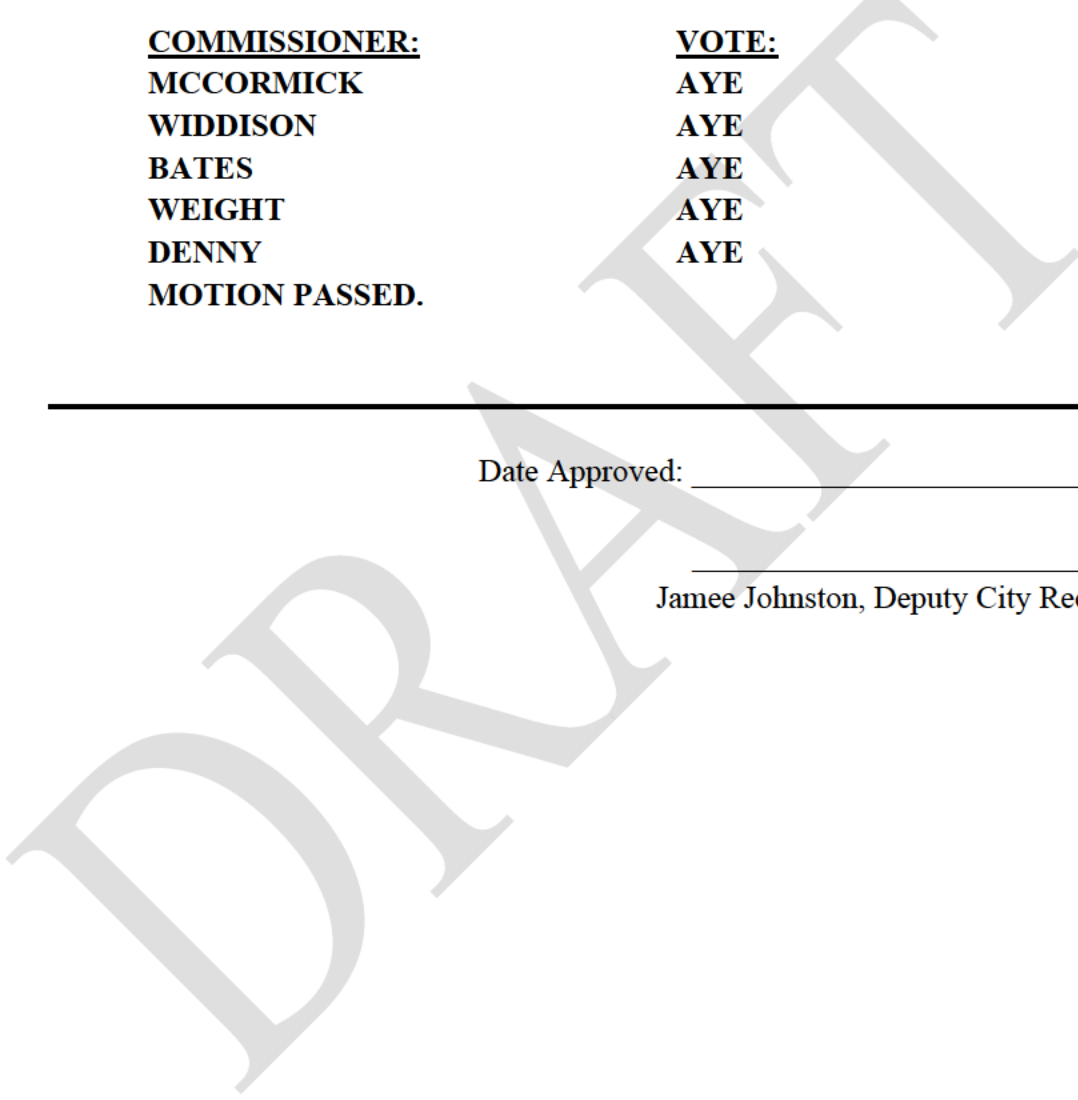 COMMISSIONER: VOTE:
MCCORMICK AYE
WIDDISON AYE
BATES AYE
WEIGHT AYE
DENNY AYE
MOTION PASSED.
Date Approved:
Jamee Johnston, Deputy City
DRAFT